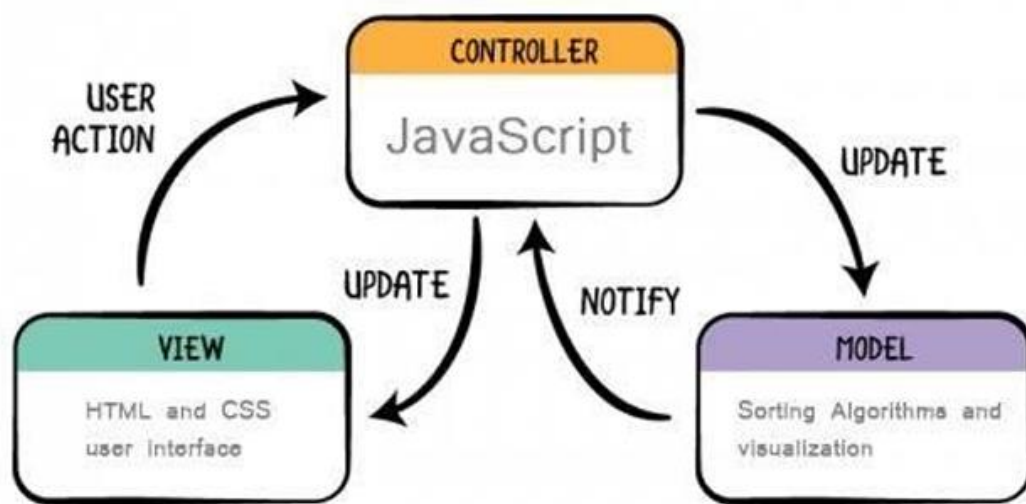 CONTROLLER
JavaScript
USER
ACTION
UPDATE
UPDATE
NOTIFY
VIEW
HTML and CSS
user interface
MODEL
Sorting Algorithms and
visualization